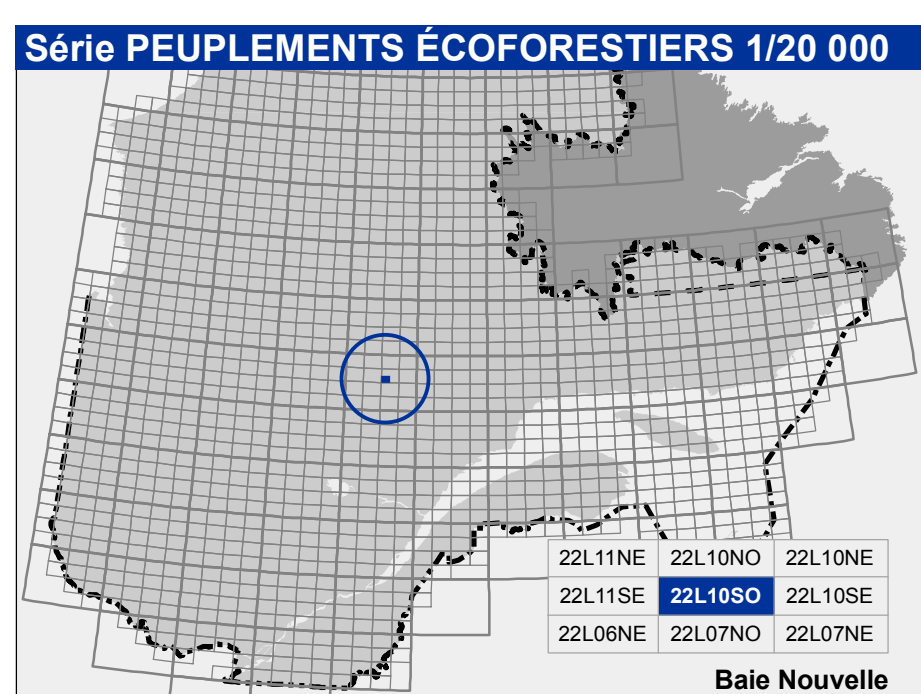 Série PEUPLEMENTS ÉCOFORESTIERS 1/20 000
22L11NE 22L10NO 22L10NE
22L11SE 22L10SO 22L10SE
22L06NE 22L07NO 22L07NE
Baie Nouvelle